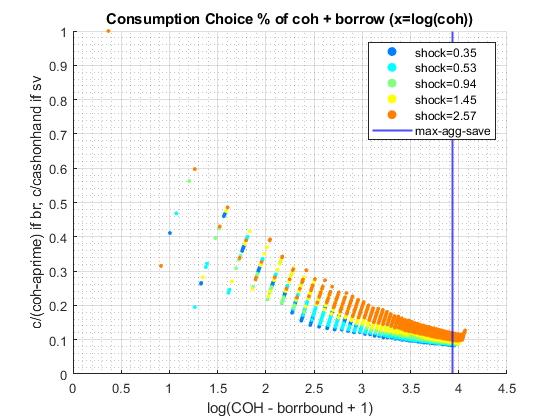 Consumption Choice % of coh + borrow (x=log(coh))
c/(coh-aprime) if br, c/cashonhand if sv
1
0.9
0.8
0.7
0.6
0.5
0.4
0.3
0.2
0.1
0
shock=0.35
shock=0.53
shock=0.94
shock=1.45
shock=2.57
max-agg-save
0 0.5 1 1.5 2 2.5 3 3.5 4 4.5
log(COH - borrbound + 1)